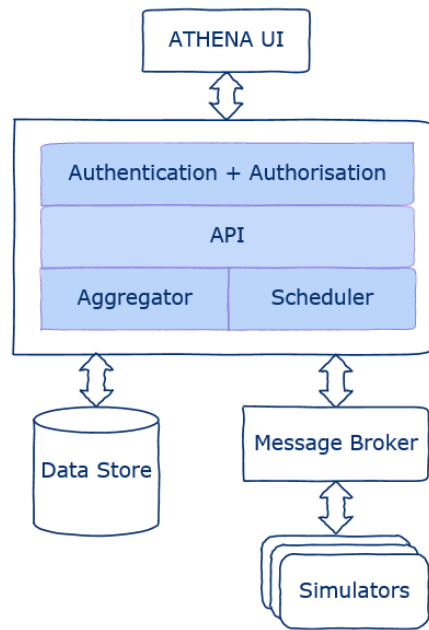 ATHENA UI
Authentication + Authorisation
API
Aggregator
Scheduler
Data Store
Message Broker
Simulators